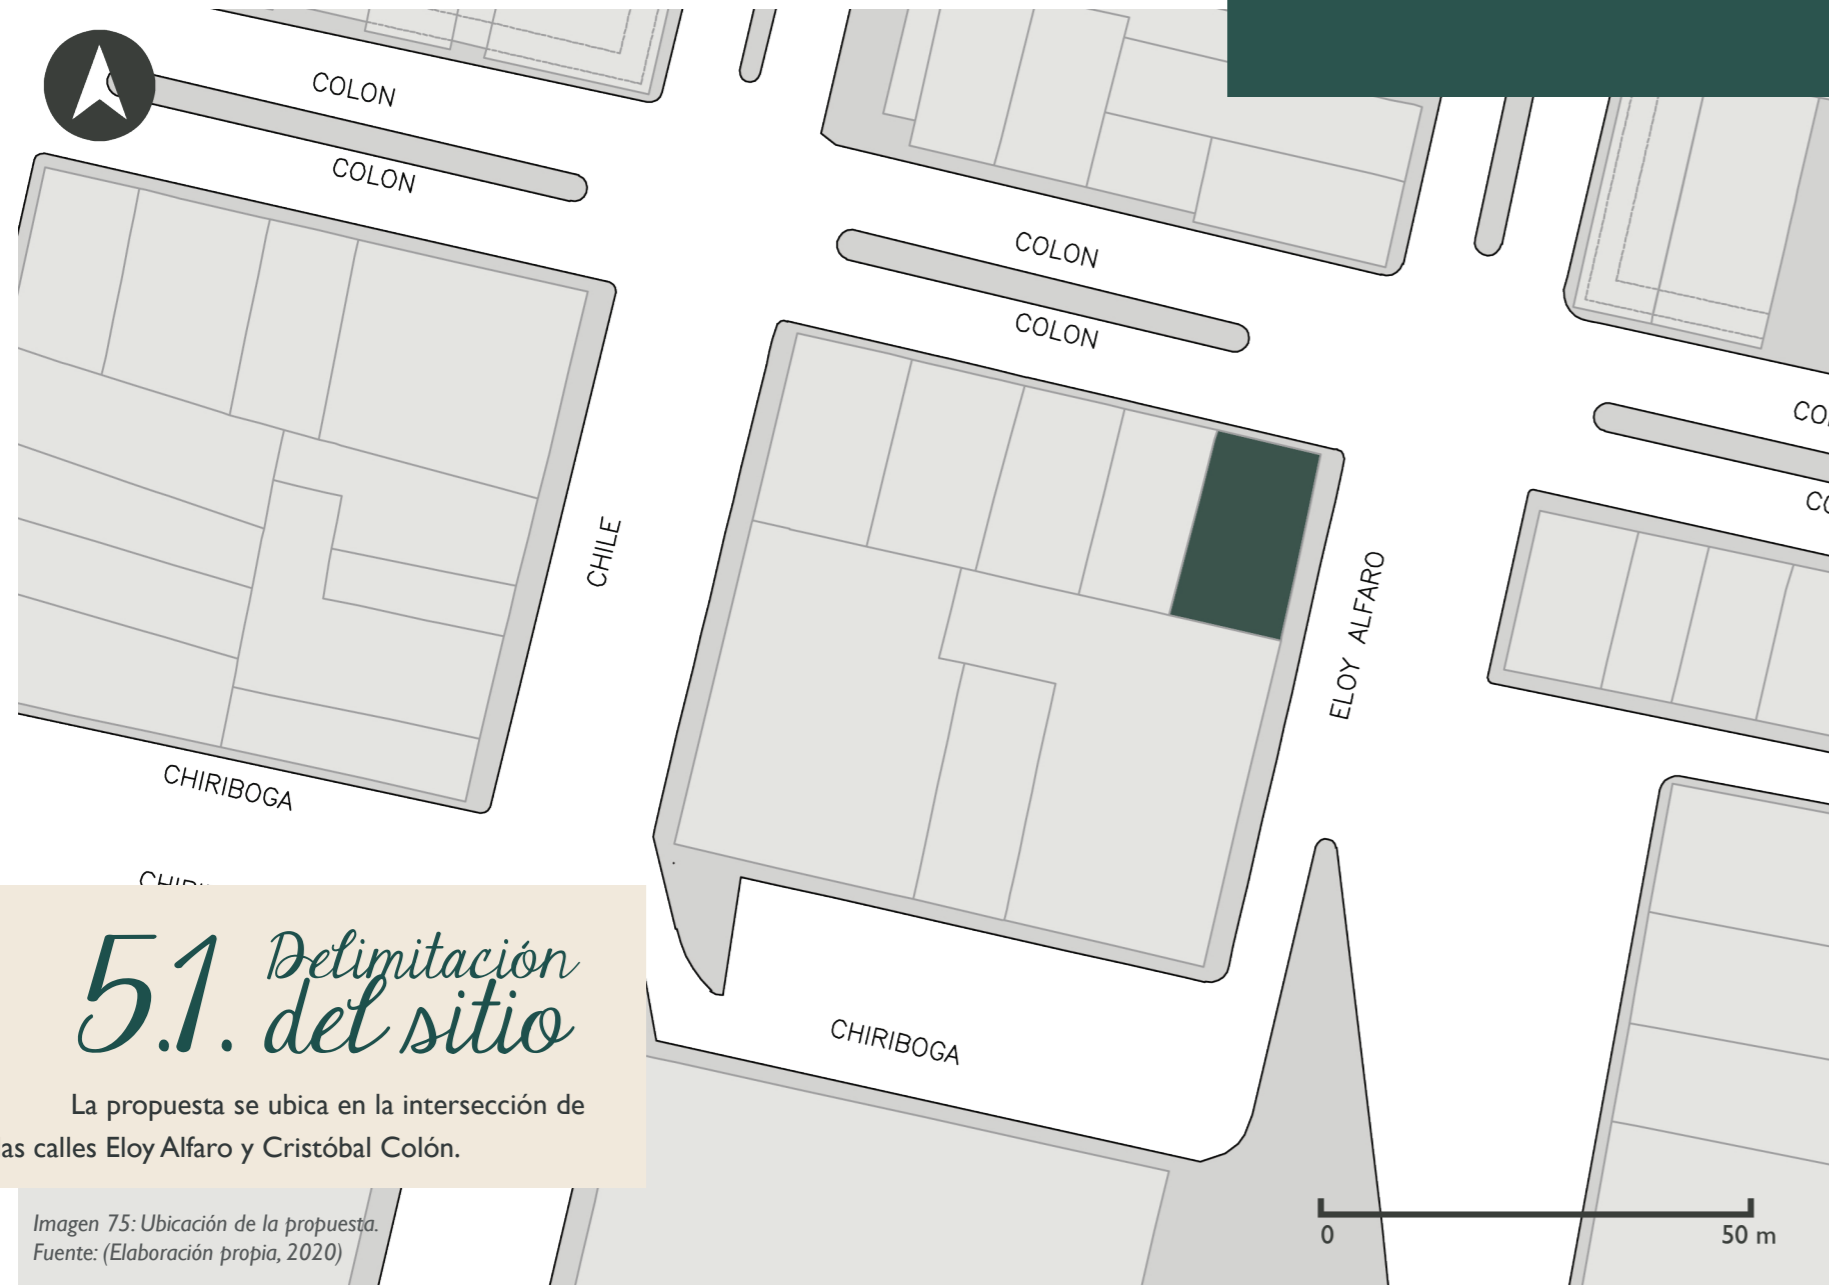 COLON
COLON
COLON
COLON
CHILE
ELOY ALFARO
CHIRIBOGA
CHIRIBOGA
5.1. Delimitación
del sitio
La propuesta se ubica en la intersección de
as calles Eloy Alfaro y Cristóbal Colón.
Imagen 75: Ubicación de la propuesta.
Fuente: (Elaboración propia, 2020)
0
50 m